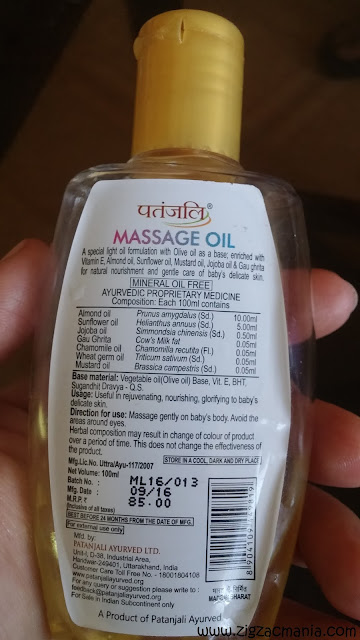 पतंजलि®
MASSAGE OIL
A special light oil formulation with Olive oil as a base; enriched with
Vitamin E, Almond oil, Sunflower oil, Mustard oil, Jojoba oil & Gau ghrita
for natural nourishment and gentle care of baby's delicate skin.
MINERAL OIL FREE
AYURVEDIC PROPRIETARY MEDICINE
Composition: Each 100ml contains
Almond oil Prunus amygdalus (Sd.) 10.00ml
Sunflower oil Helianthus annuus (Sd.) 5.00ml
Jojoba oil Simmondsia chinensis (Sd.) 0.50ml
Gau Ghrita Cow's Milk fat 0.05ml
Chamomile oil Chamomilla recutita (Fl.) 0.05ml
Wheat germ oil Triticum sativum (Sd.) 0.05ml
Mustard oil Brassica campestris (Sd.) 0.05ml
Base material: Vegetable oil(Olive oil) Base, Vit. E, BHT,
Sugandhit Dravya - Q.S.
Usage: Useful in rejuvenating, nourishing, glorifying to baby's
delicate skin.
Direction for use: Massage gently on baby's body. Avoid the
areas around eyes.
Herbal composition may result in change of colour of product
over a period of time. This does not change the effectiveness of
the product.
STORE IN A COOL, DARK AND DRY PLACE
Mfg.Lic.No. Uttra/Ayu-117/2007
Net Volume: 100ml
Batch No. : ML16/013
Mfg. Date : 09/16
M.R.P. ₹ : 85.00
(Inclusive of all taxes)
BEST BEFORE 24 MONTHS FROM THE DATE OF MFG.
For external use only
Mfd. by:
PATANJALI AYURVED LTD.
Unit-I, D-38, Industrial Area,
Haridwar-249401, Uttarakhand, India
Customer Care Toll Free No. - 18001804108
www.patanjaliayurved.org
For suggestion please write to -
feedback@patanjaliayurved.org
For Sale in Indian Subcontinent only
A Product of Patanjali Ayurved
www.zigzacmania.com